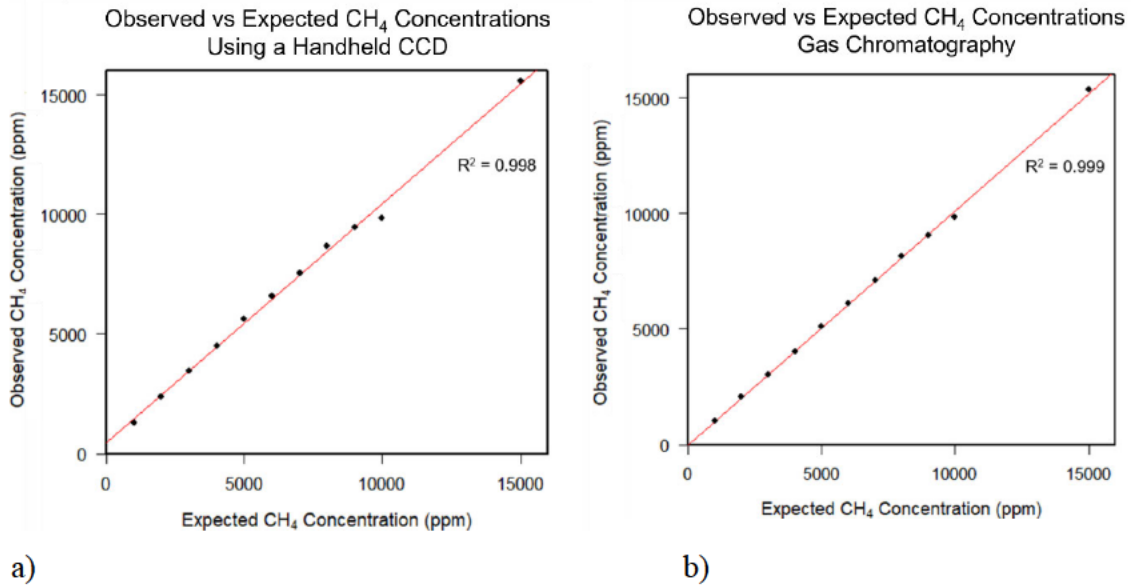 Observed vs Expected CH₄ Concentrations
Using a Handheld CCD
Observed CH₄ Concentration (ppm)
15000
10000
5000
0
R² = 0.998
0 5000 10000 15000
Expected CH₄ Concentration (ppm)
a)
Observed vs Expected CH₄ Concentrations
Gas Chromatography
Observed CH₄ Concentration (ppm)
15000
10000
5000
0
R² = 0.999
0 5000 10000 15000
Expected CH₄ Concentration (ppm)
b)